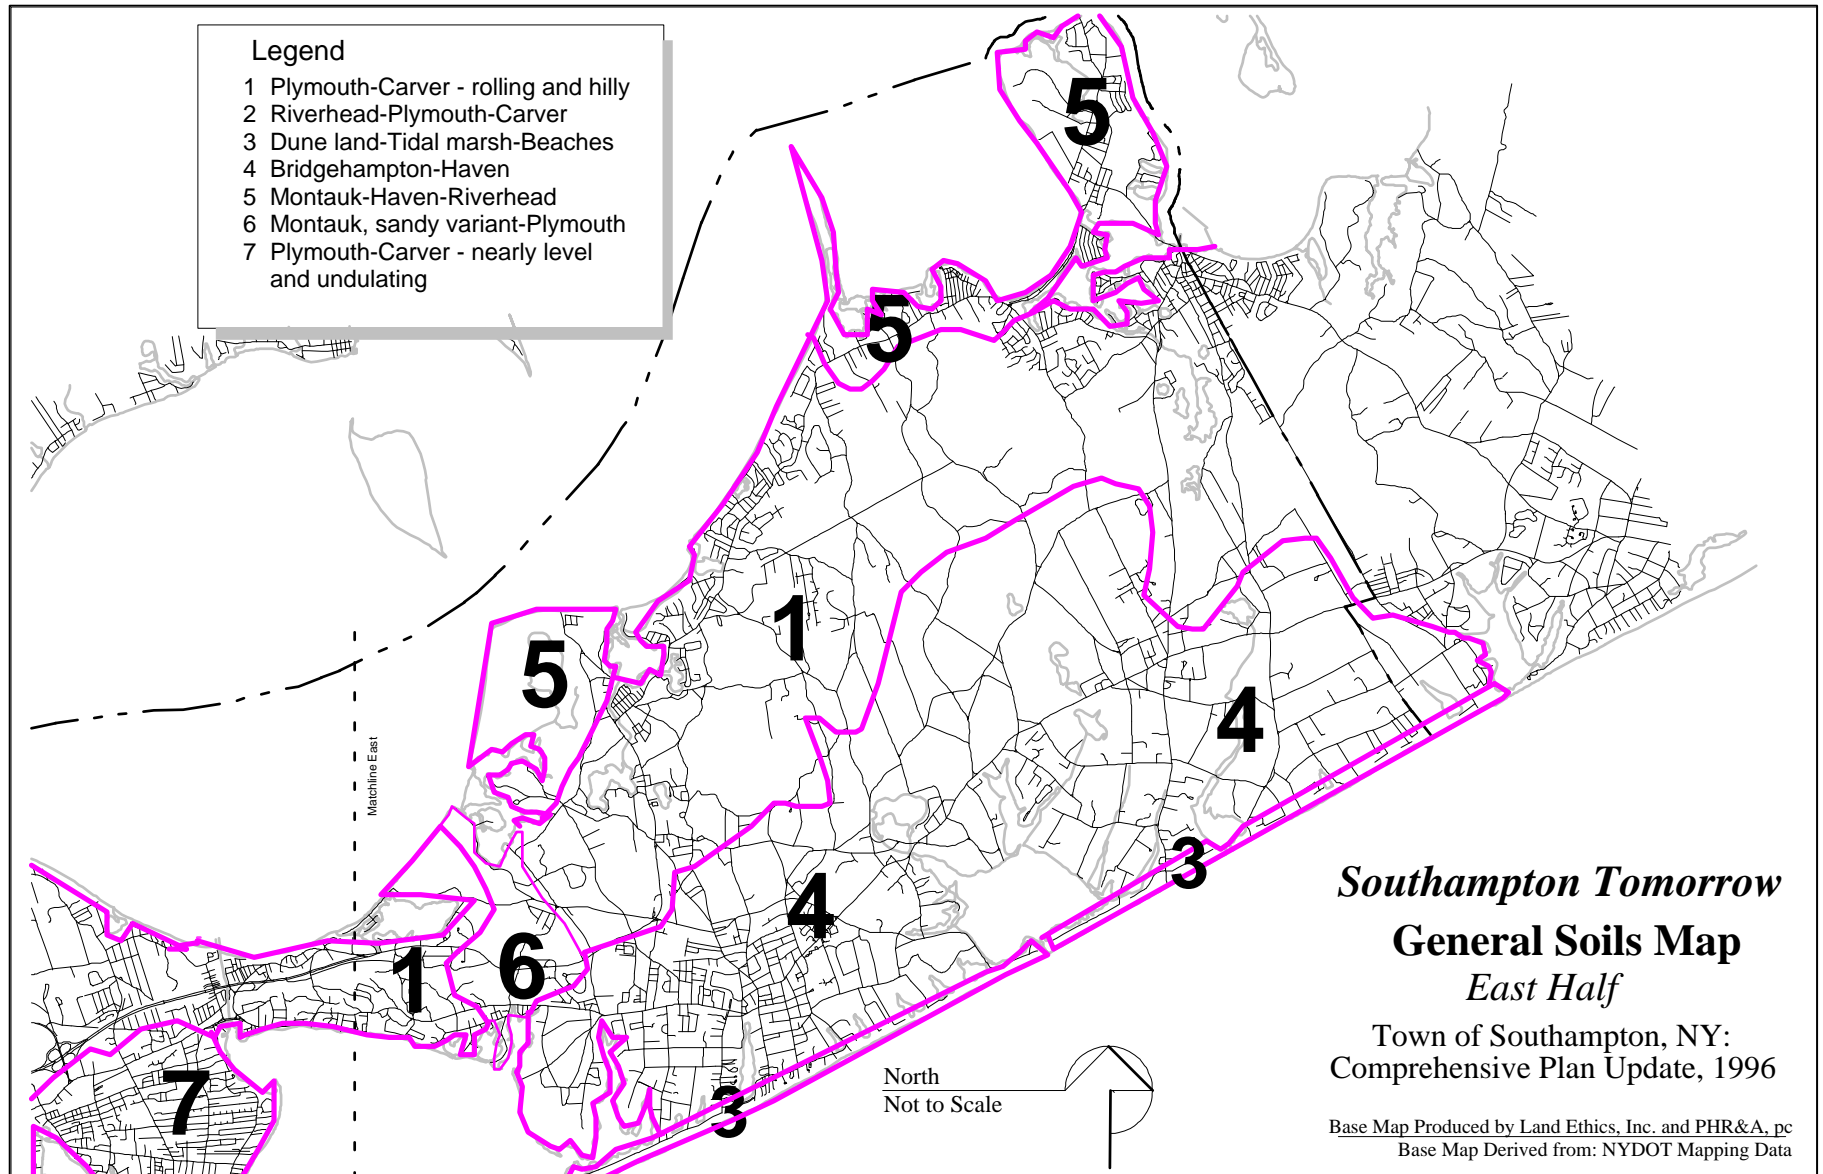 Legend
1 Plymouth-Carver - rolling and hilly
2 Riverhead-Plymouth-Carver
3 Dune land-Tidal marsh-Beaches
4 Bridgehampton-Haven
5 Montauk-Haven-Riverhead
6 Montauk, sandy variant-Plymouth
7 Plymouth-Carver - nearly level
and undulating
5
5
1
5
4
Matchline East
3
4
6
1
7
3
Southampton Tomorrow
General Soils Map
East Half
Town of Southampton, NY:
Comprehensive Plan Update, 1996
North
Not to Scale
Base Map Produced by Land Ethics, Inc. and PHR&A, pc
Base Map Derived from: NYDOT Mapping Data